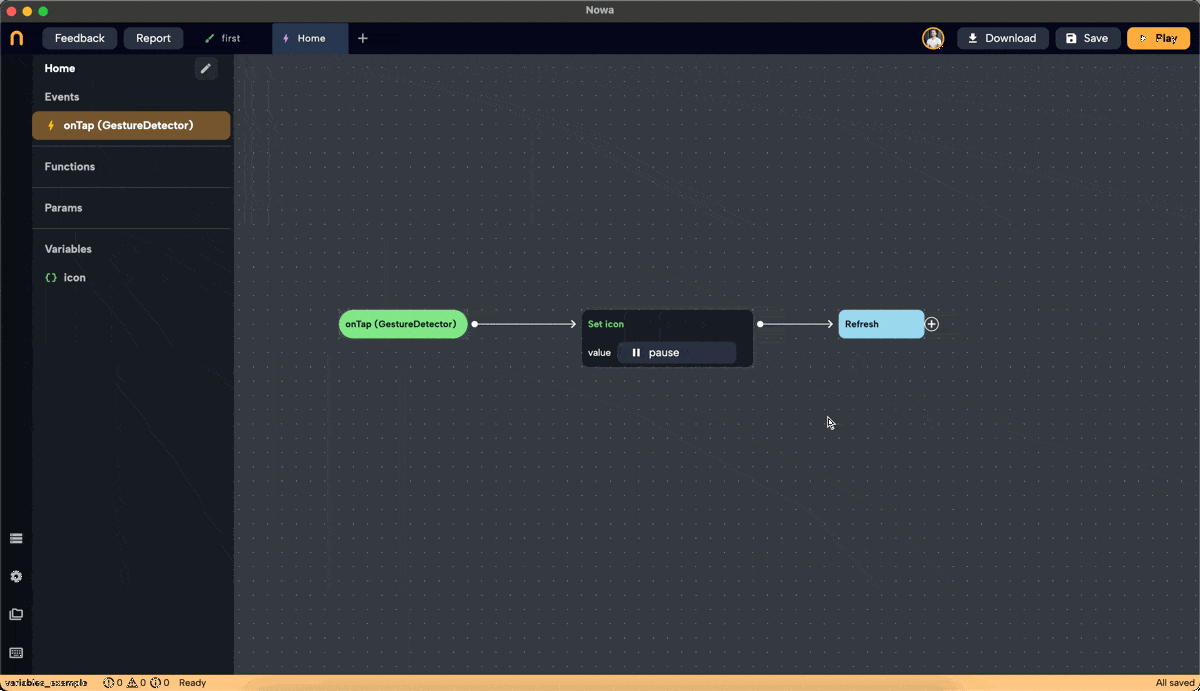 Nowa
Feedback
Report
first
Home
Download
Save
Play
Home
Events
onTap (GestureDetector)
Functions
Params
Variables
icon
onTap (GestureDetector)
Set icon
value
pause
Refresh
variables_example
0
0
0
Ready
All saved